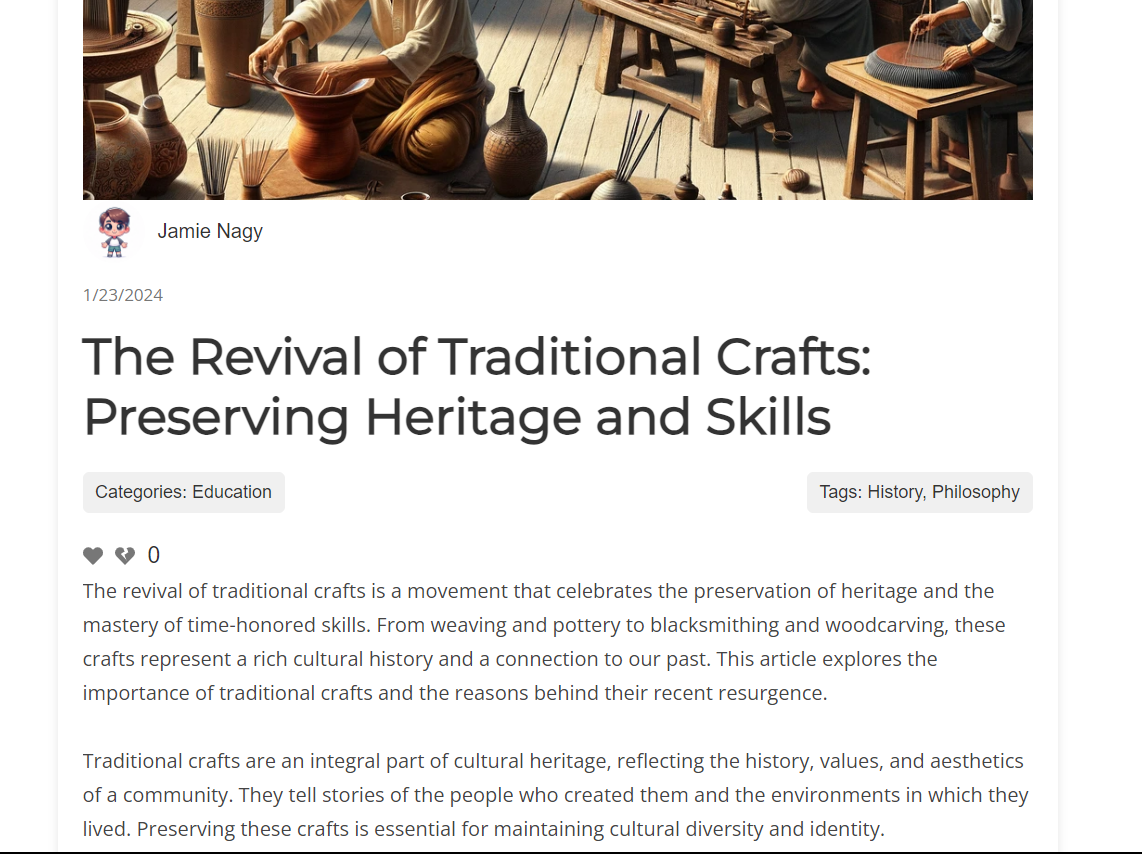 Jamie Nagy
1/23/2024
The Revival of Traditional Crafts:
Preserving Heritage and Skills
Categories: Education
Tags: History, Philosophy
0
The revival of traditional crafts is a movement that celebrates the preservation of heritage and the
mastery of time-honored skills. From weaving and pottery to blacksmithing and woodcarving, these
crafts represent a rich cultural history and a connection to our past. This article explores the
importance of traditional crafts and the reasons behind their recent resurgence.
Traditional crafts are an integral part of cultural heritage, reflecting the history, values, and aesthetics
of a community. They tell stories of the people who created them and the environments in which they
lived. Preserving these crafts is essential for maintaining cultural diversity and identity.